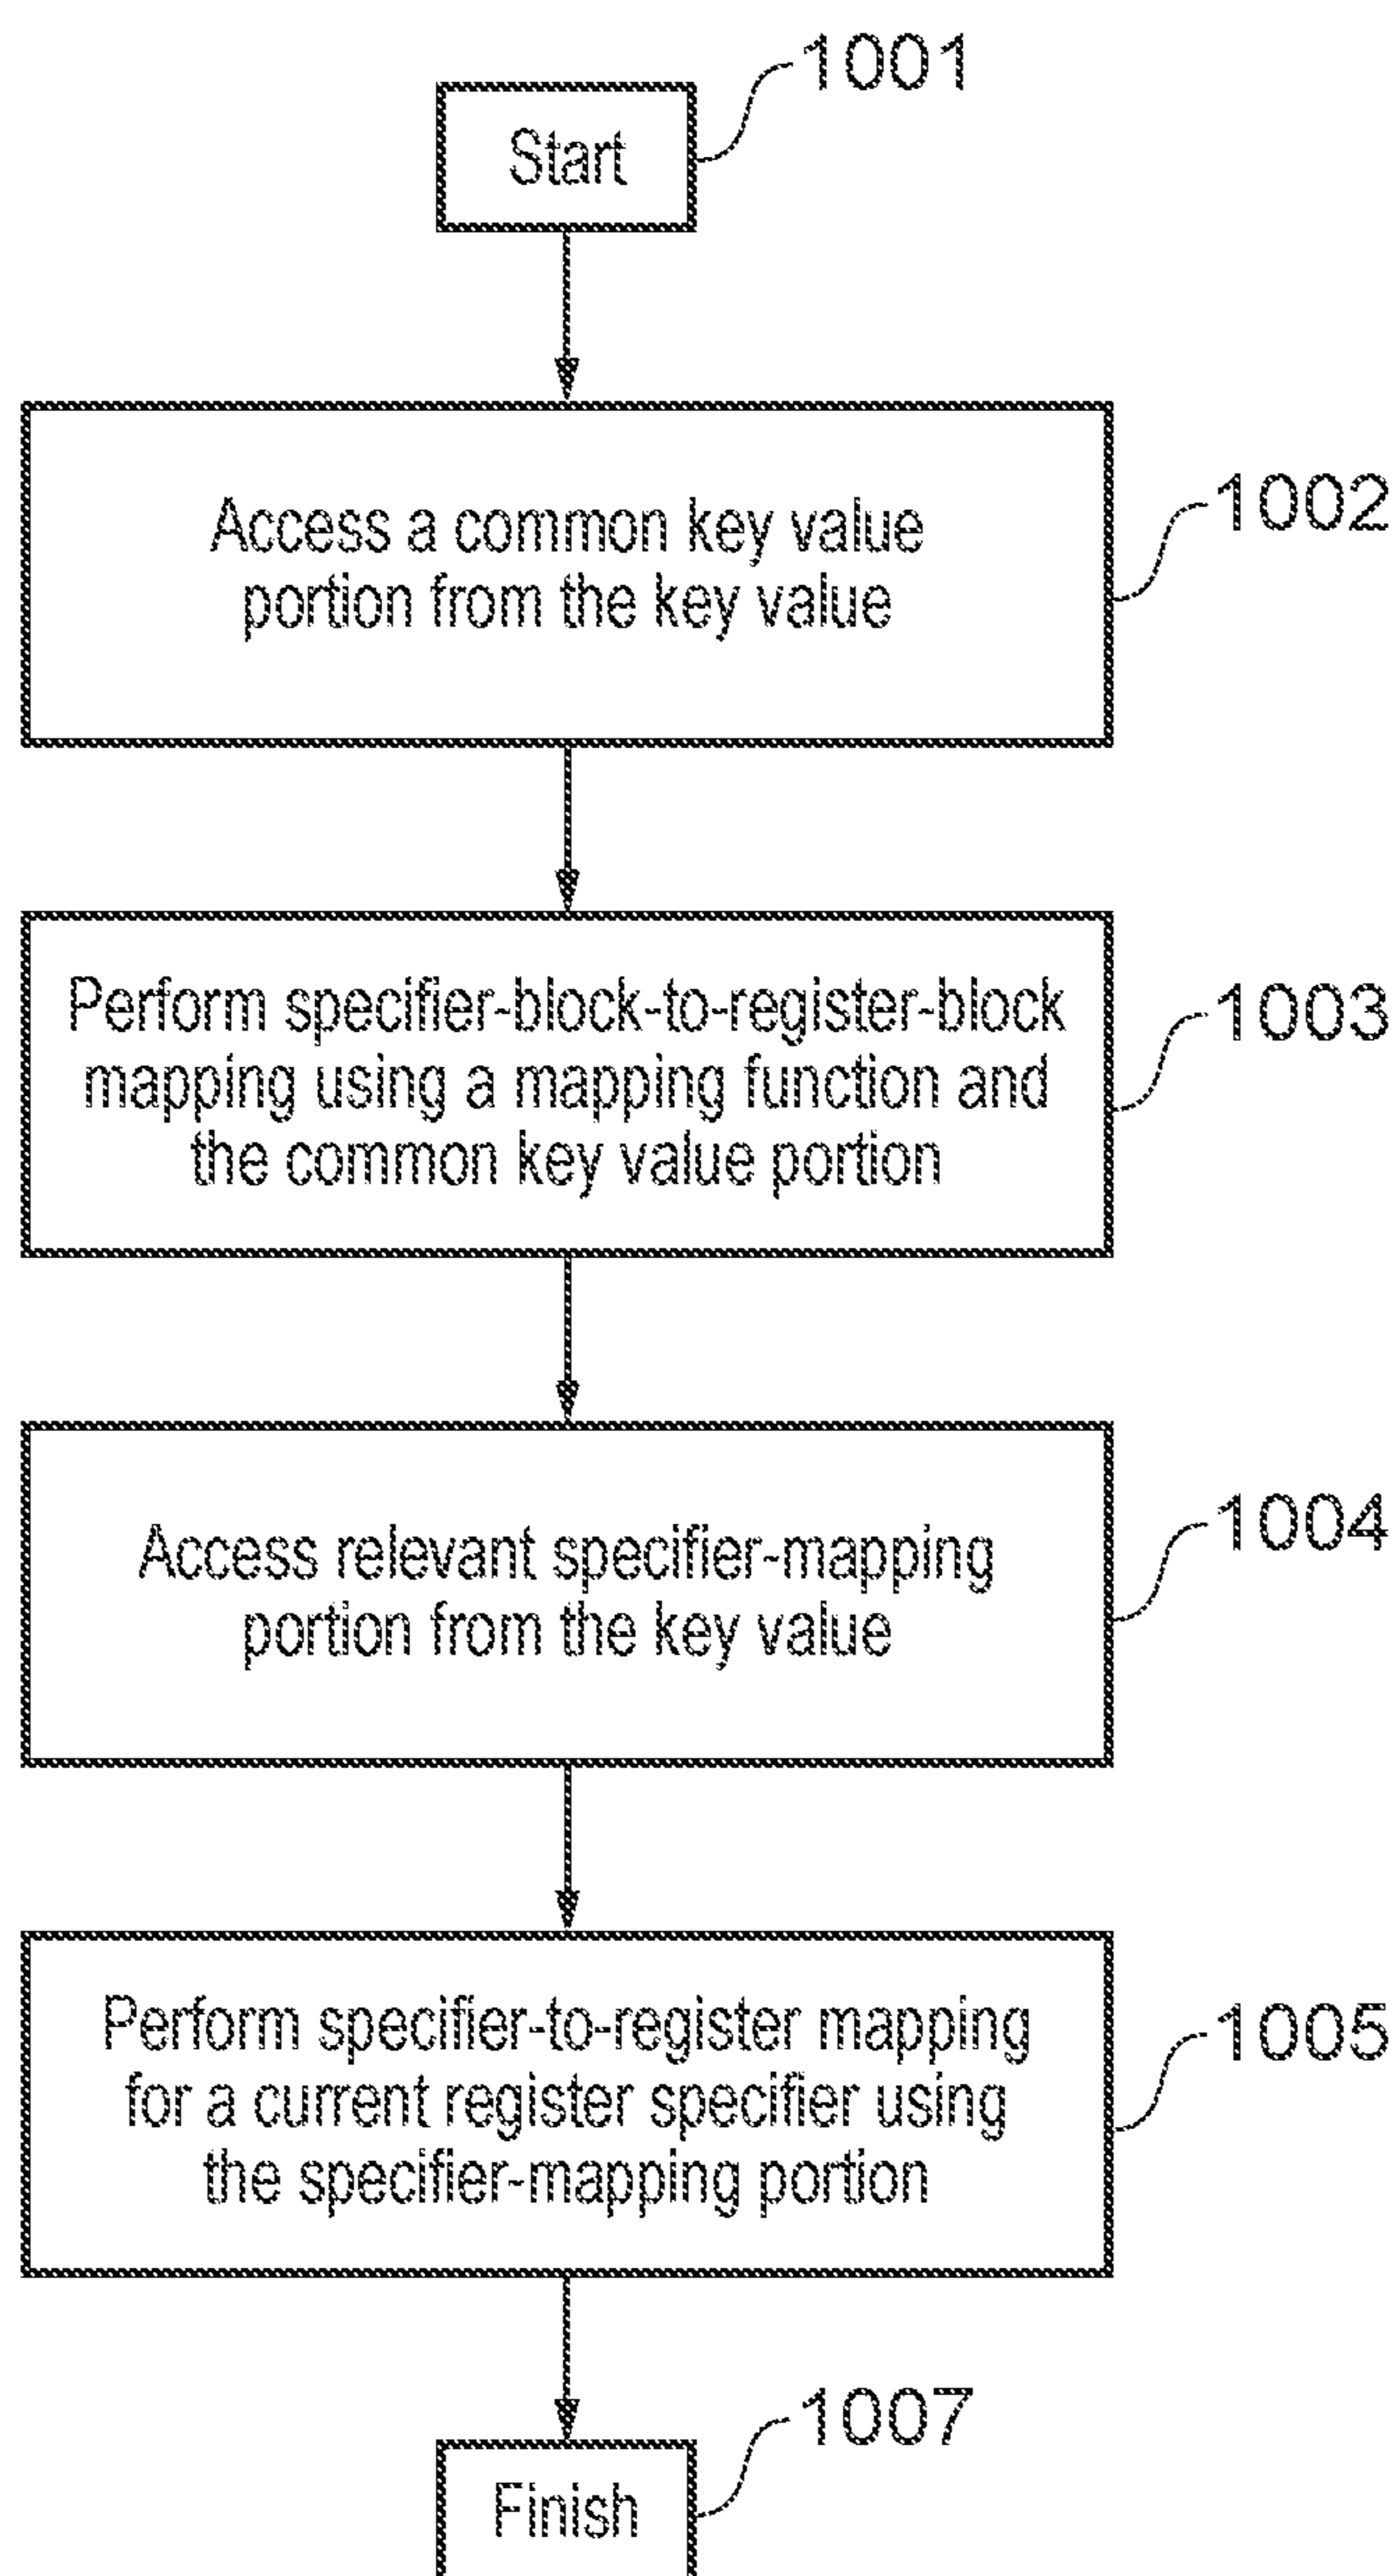 1001
Start
Access a common key value
portion from the key value
1002
Perform specifier-block-to-register-block
mapping using a mapping function and
the common key value portion
1003
Access relevant specifier-mapping
portion from the key value
1004
Perform specifier-to-register mapping
for a current register specifier using
the specifier-mapping portion
1005
1007
Finish